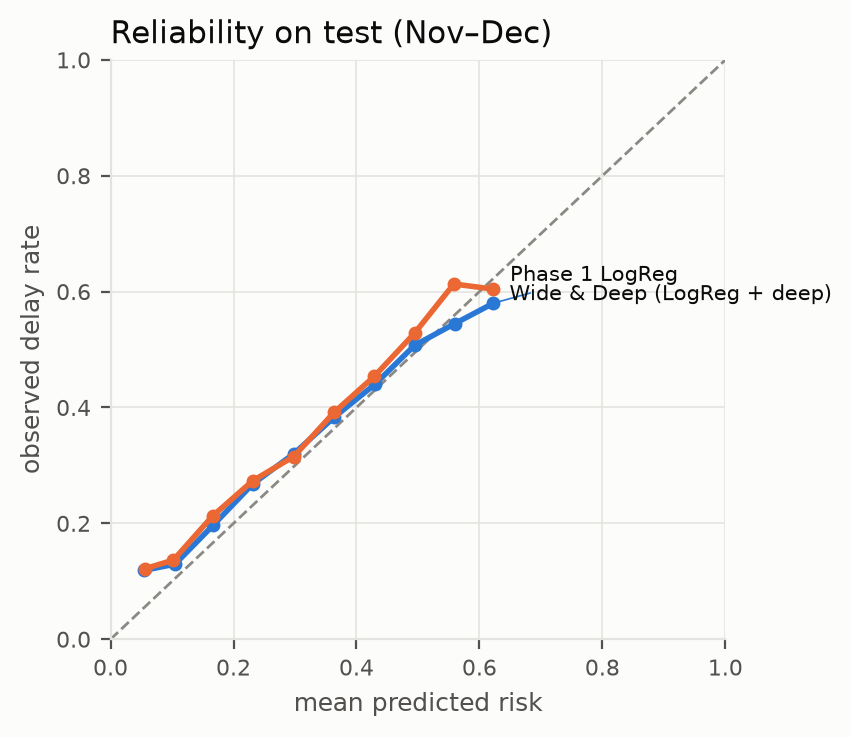 Reliability on test (Nov–Dec)
1.0
0.8
0.6
0.4
0.2
0.0
observed delay rate
Phase 1 LogReg
Wide & Deep (LogReg + deep)
0.0 0.2 0.4 0.6 0.8 1.0
mean predicted risk